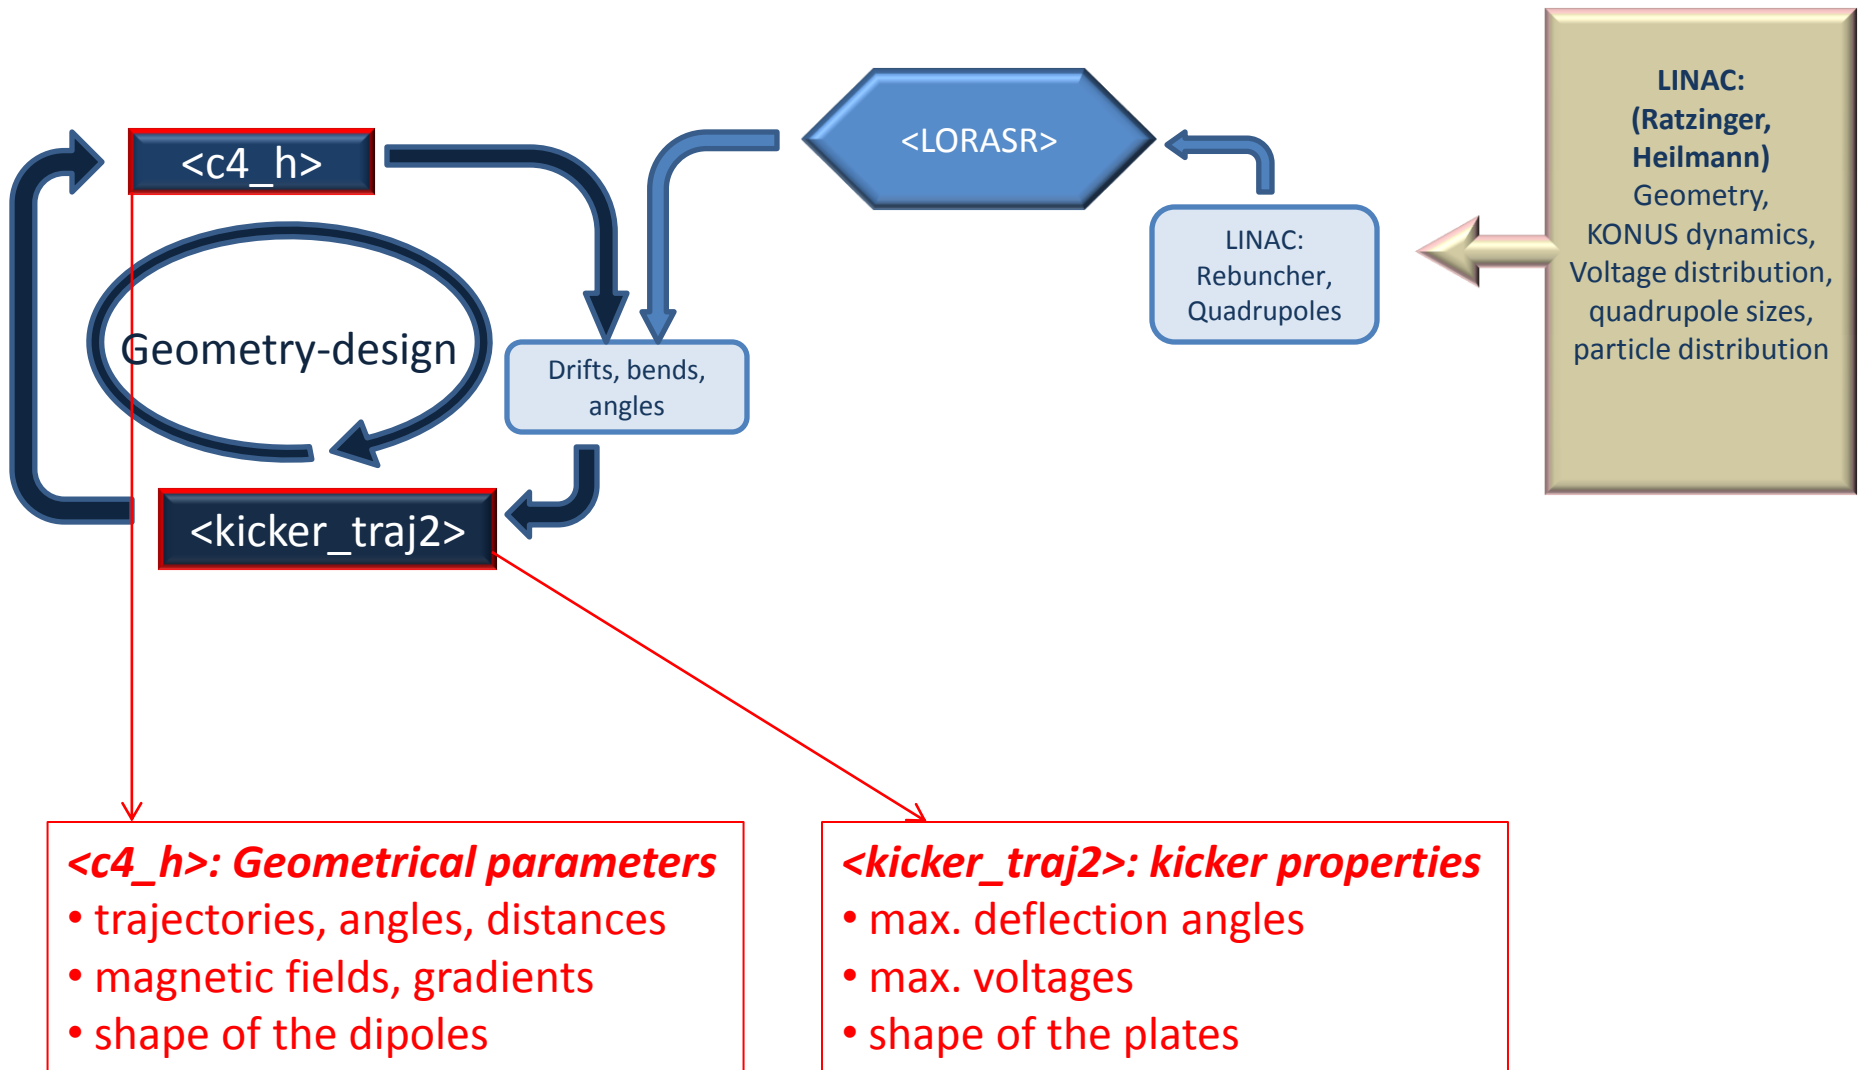 <c4_h>
Geometry-design
<kicker_traj2>
Drifts, bends,
angles
<LORASR>
LINAC:
Rebuncher,
Quadrupoles
LINAC:
(Ratzinger,
Heilmann)
Geometry,
KONUS dynamics,
Voltage distribution,
quadrupole sizes,
particle distribution
<c4_h>: Geometrical parameters
• trajectories, angles, distances
• magnetic fields, gradients
• shape of the dipoles
<kicker_traj2>: kicker properties
• max. deflection angles
• max. voltages
• shape of the plates